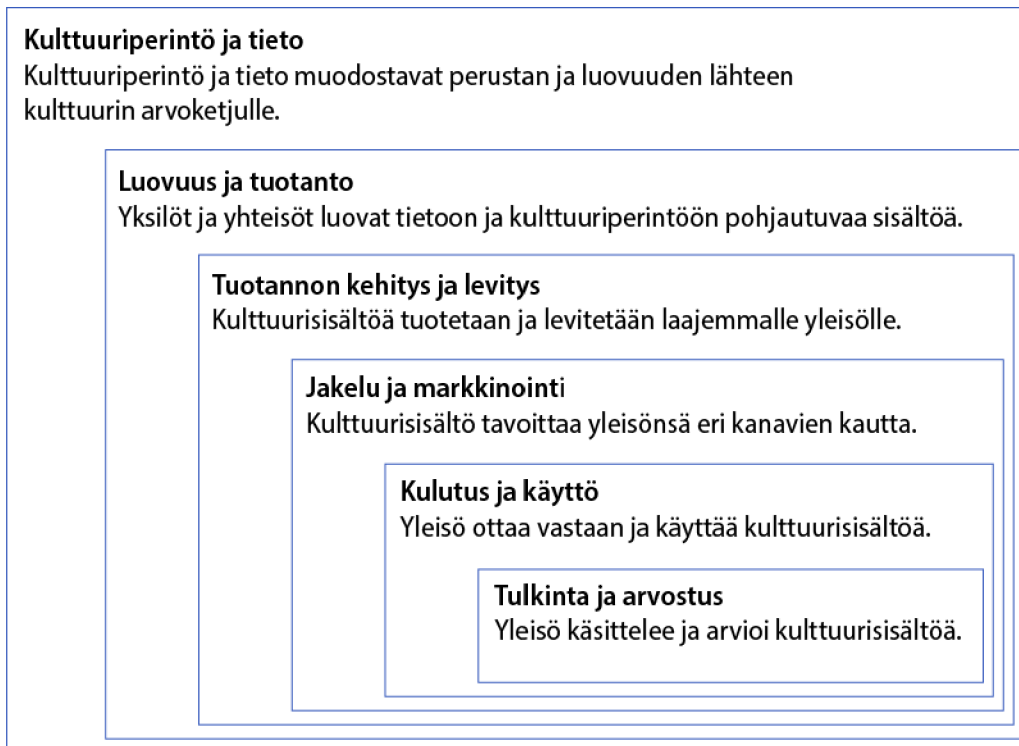 Kulttuuriperintö ja tieto
Kulttuuriperintö ja tieto muodostavat perustan ja luovuuden lähteen
kulttuurin arvoketjulle.
Luovuus ja tuotanto
Yksilöt ja yhteisöt luovat tietoon ja kulttuuriperintöön pohjautuvaa sisältöä.
Tuotannon kehitys ja levitys
Kulttuurisisältöä tuotetaan ja levitetään laajemmalle yleisölle.
Jakelu ja markkinointi
Kulttuurisisältö tavoittaa yleisönsä eri kanavien kautta.
Kulutus ja käyttö
Yleisö ottaa vastaan ja käyttää kulttuurisisältöä.
Tulkinta ja arvostus
Yleisö käsittelee ja arvioi kulttuurisisältöä.